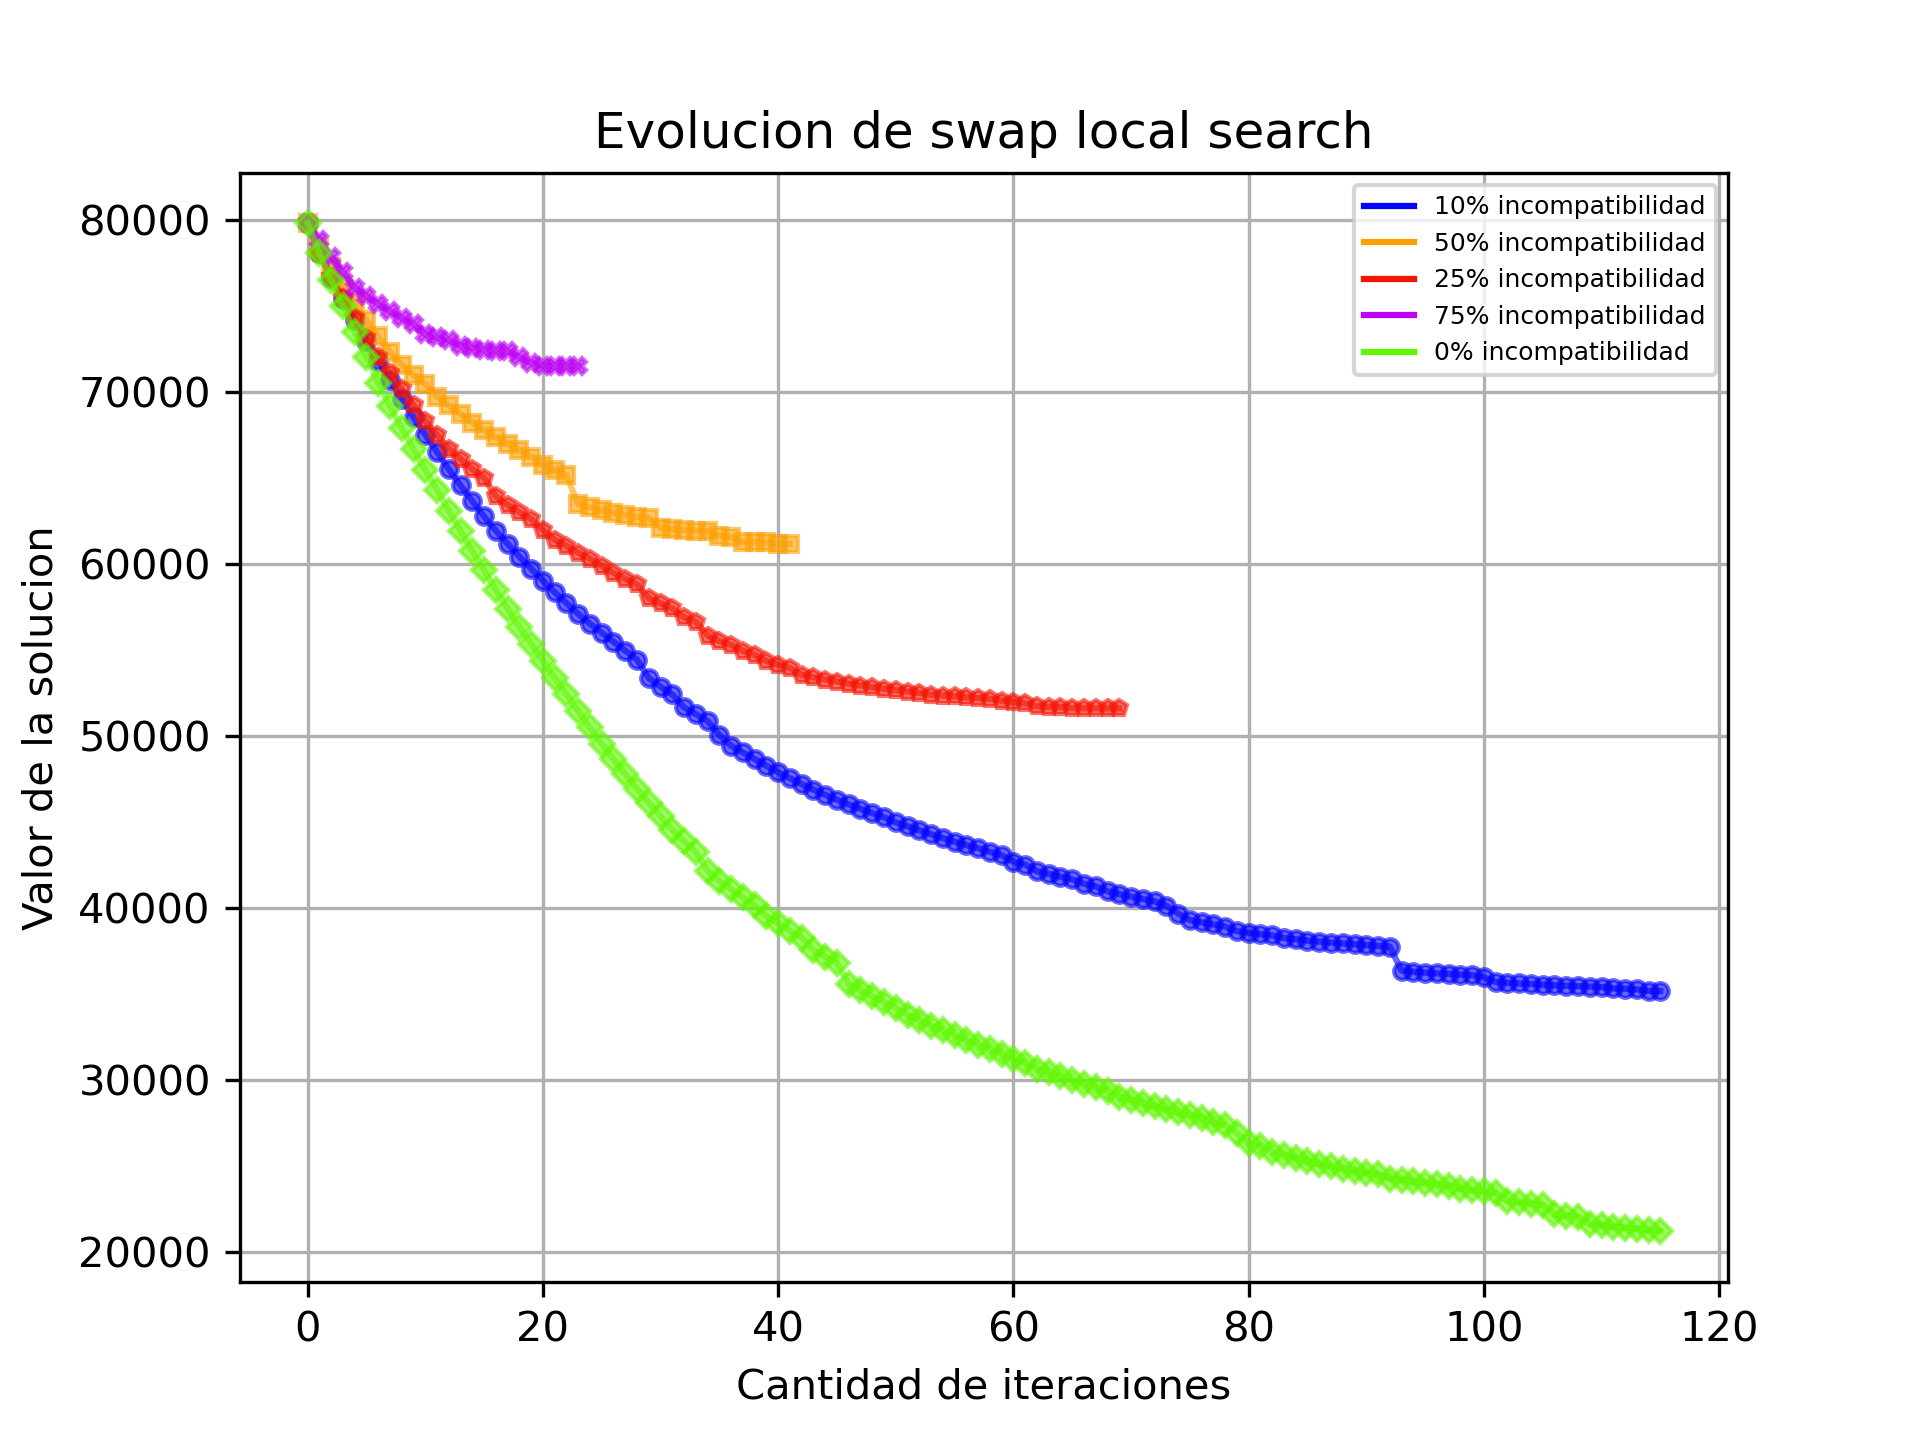 Evolucion de swap local search
10% incompatibilidad
50% incompatibilidad
25% incompatibilidad
75% incompatibilidad
0% incompatibilidad
Valor de la solucion
80000
70000
60000
50000
40000
30000
20000
0 20 40 60 80 100 120
Cantidad de iteraciones